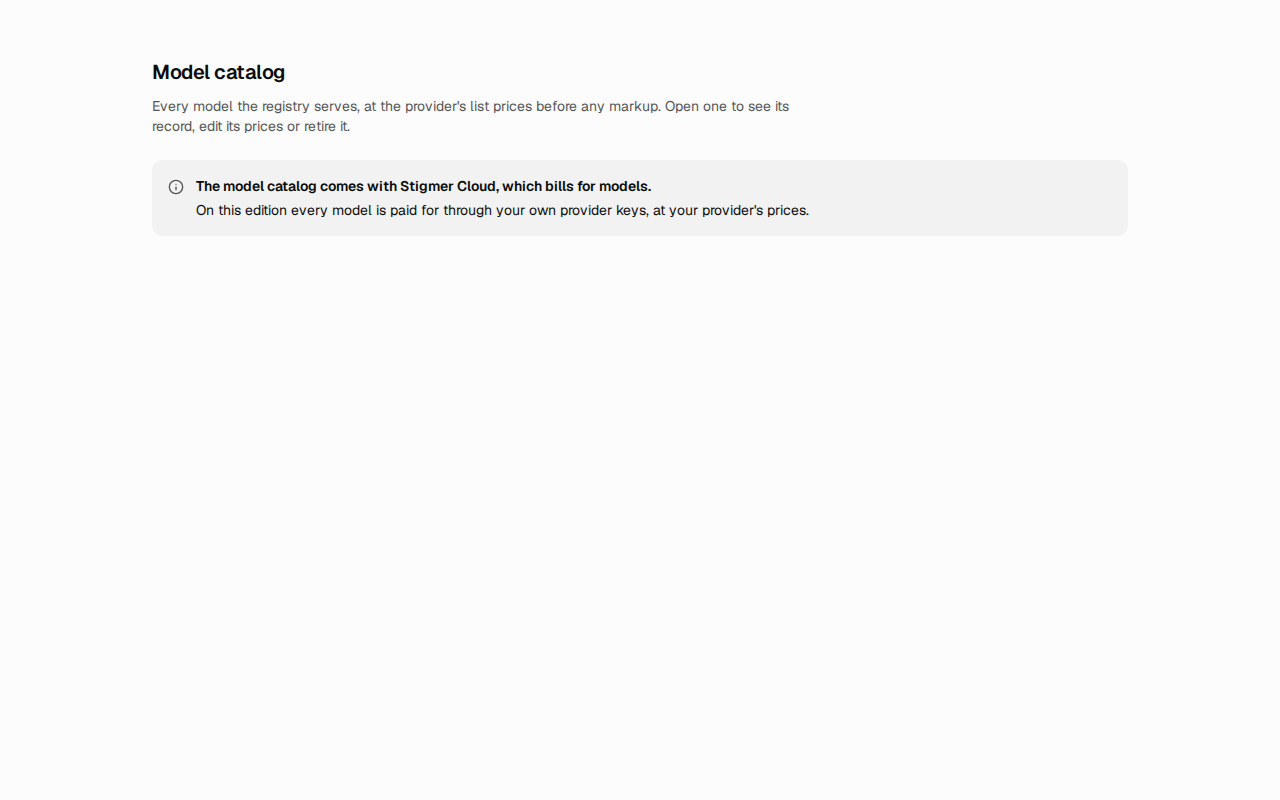 Model catalog
Every model the registry serves, at the provider's list prices before any markup. Open one to see its
record, edit its prices or retire it.
The model catalog comes with Stigmer Cloud, which bills for models.
On this edition every model is paid for through your own provider keys, at your provider's prices.